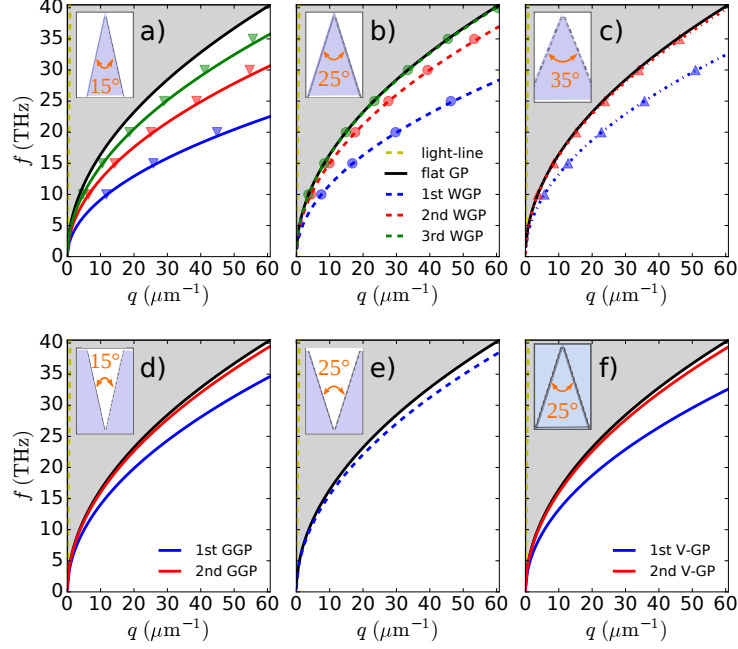 40
35
30
25
20
15
10
5
0
f (THz)
15°
a)
0 10 20 30 40 50 60
q (μm⁻¹)
25°
b)
light-line
flat GP
1st WGP
2nd WGP
3rd WGP
0 10 20 30 40 50 60
q (μm⁻¹)
35°
c)
0 10 20 30 40 50 60
q (μm⁻¹)
40
35
30
25
20
15
10
5
0
f (THz)
15°
d)
1st GGP
2nd GGP
0 10 20 30 40 50 60
q (μm⁻¹)
25°
e)
0 10 20 30 40 50 60
q (μm⁻¹)
25°
f)
1st V-GP
2nd V-GP
0 10 20 30 40 50 60
q (μm⁻¹)